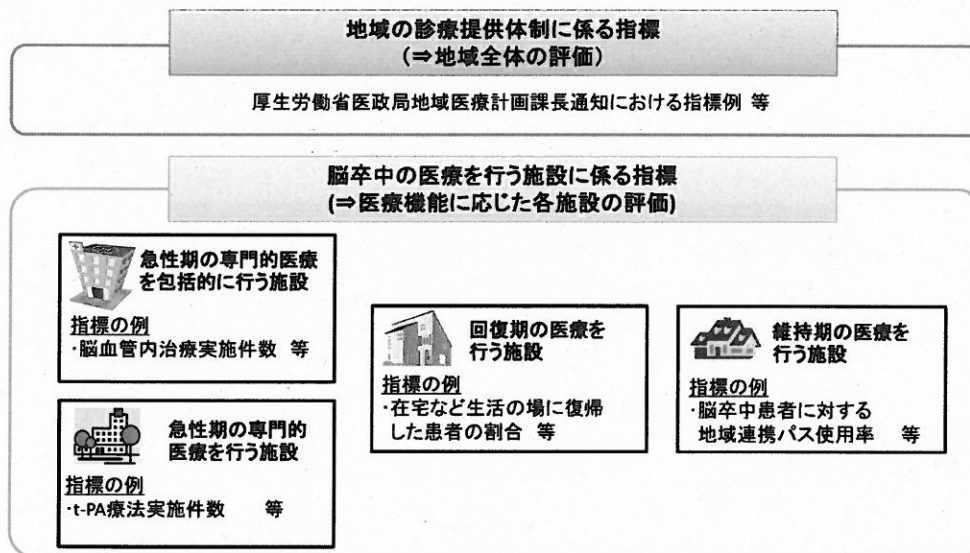 地域の診療提供体制に係る指標
(⇒地域全体の評価)
厚生労働省医政局地域医療計画課長通知における指標例 等
脳卒中の医療を行う施設に係る指標
(⇒医療機能に応じた各施設の評価)
急性期の専門的医療
を包括的に行う施設
指標の例
・脳血管内治療実施件数 等
急性期の専門的
医療を行う施設
指標の例
・t-PA療法実施件数 等
回復期の医療を
行う施設
指標の例
・在宅など生活の場に復帰
した患者の割合 等
維持期の医療を
行う施設
指標の例
・脳卒中患者に対する
地域連携パス使用率 等